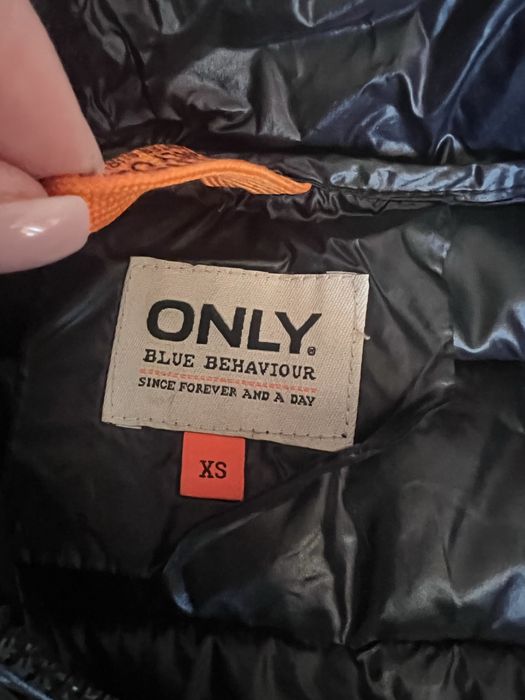 ONLY®
BLUE BEHAVIOUR
SINCE FOREVER AND A DAY
XS